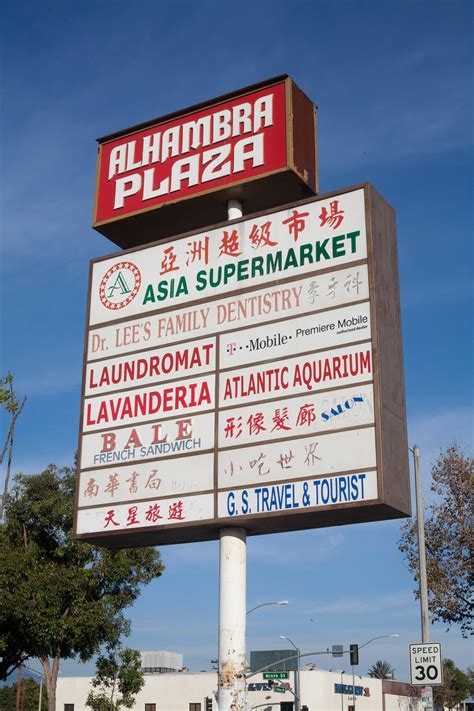 ALHAMBRA
PLAZA
亞洲超級市場
A
ASIA SUPERMARKET
DR. LEE'S FAMILY DENTISTRY 李牙科
LAUNDROMAT
T··Mobile· Premiere Mobile
LAVANDERIA
ATLANTIC AQUARIUM
BALE
FRENCH SANDWICH
形像髮廊 SALON
南華書局
小吃世界
天星旅遊
G.S. TRAVEL & TOURIST
SPEED
LIMIT
30
Ninth St